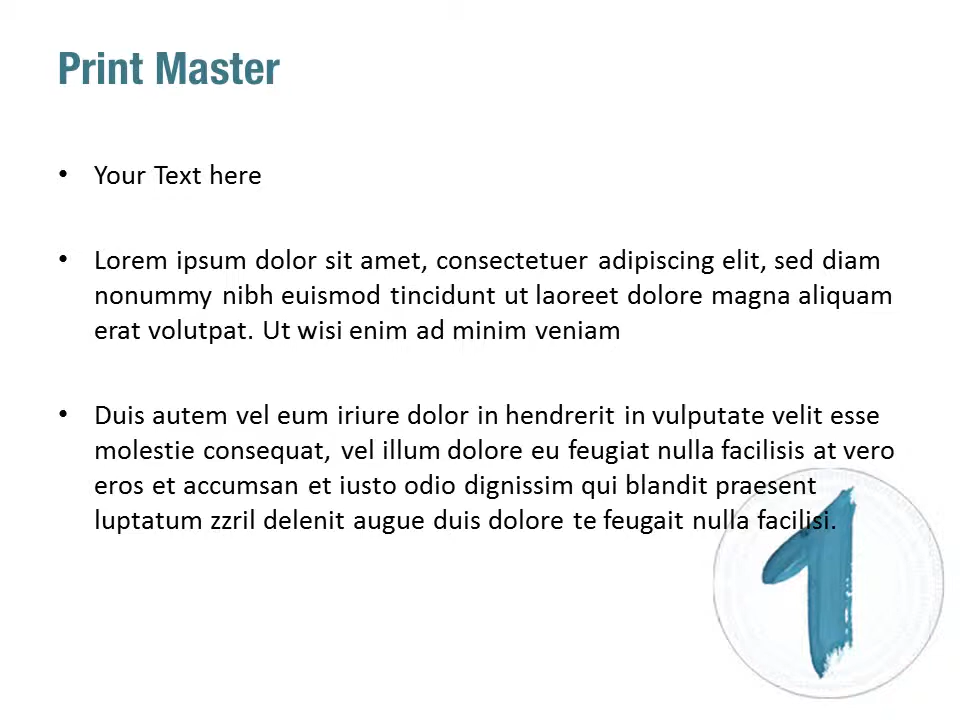 Print Master
• Your Text here
• Lorem ipsum dolor sit amet, consectetuer adipiscing elit, sed diam
nonummy nibh euismod tincidunt ut laoreet dolore magna aliquam
erat volutpat. Ut wisi enim ad minim veniam
• Duis autem vel eum iriure dolor in hendrerit in vulputate velit esse
molestie consequat, vel illum dolore eu feugiat nulla facilisis at vero
eros et accumsan et iusto odio dignissim qui blandit praesent
luptatum zzril delenit augue duis dolore te feugait nulla facilisi.
1